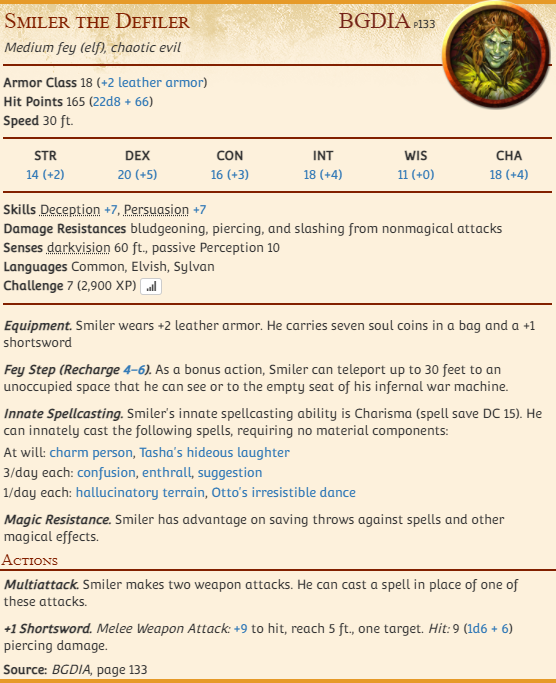 Smiler the Defiler BGDIA P133
Medium fey (elf), chaotic evil
Armor Class 18 (+2 leather armor)
Hit Points 165 (22d8 + 66)
Speed 30 ft.
STR DEX CON INT WIS CHA
14 (+2) 20 (+5) 16 (+3) 18 (+4) 11 (+0) 18 (+4)
Skills Deception +7, Persuasion +7
Damage Resistances bludgeoning, piercing, and slashing from nonmagical attacks
Senses darkvision 60 ft., passive Perception 10
Languages Common, Elvish, Sylvan
Challenge 7 (2,900 XP)
Equipment. Smiler wears +2 leather armor. He carries seven soul coins in a bag and a +1
shortsword
Fey Step (Recharge 4–6). As a bonus action, Smiler can teleport up to 30 feet to an
unoccupied space that he can see or to the empty seat of his infernal war machine.
Innate Spellcasting. Smiler's innate spellcasting ability is Charisma (spell save DC 15). He
can innately cast the following spells, requiring no material components:
At will: charm person, Tasha's hideous laughter
3/day each: confusion, enthrall, suggestion
1/day each: hallucinatory terrain, Otto's irresistible dance
Magic Resistance. Smiler has advantage on saving throws against spells and other
magical effects.
Actions
Multiattack. Smiler makes two weapon attacks. He can cast a spell in place of one of
these attacks.
+1 Shortsword. Melee Weapon Attack: +9 to hit, reach 5 ft., one target. Hit: 9 (1d6 + 6)
piercing damage.
Source: BGDIA, page 133